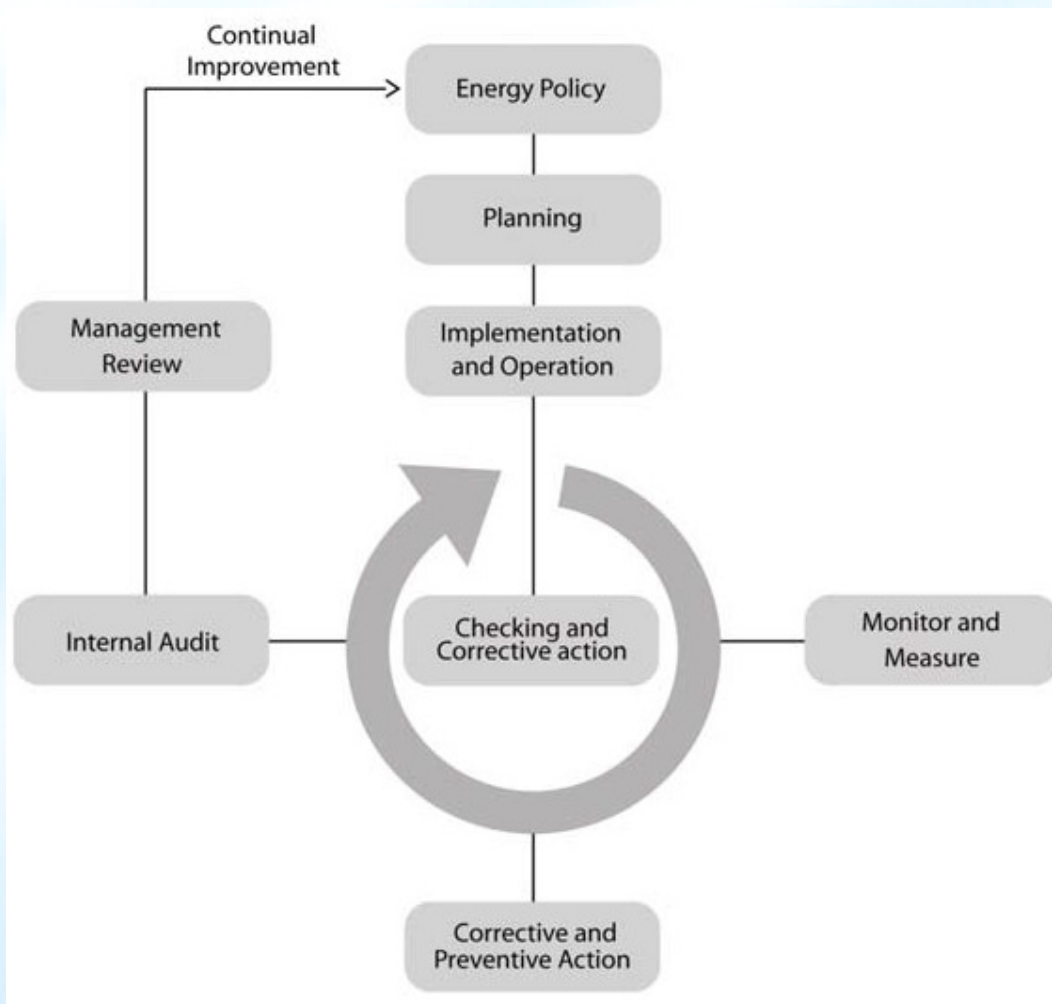 Continual
Improvement
Energy Policy
Planning
Implementation
and Operation
Management
Review
Checking and
Corrective action
Internal Audit
Monitor and
Measure
Corrective and
Preventive Action